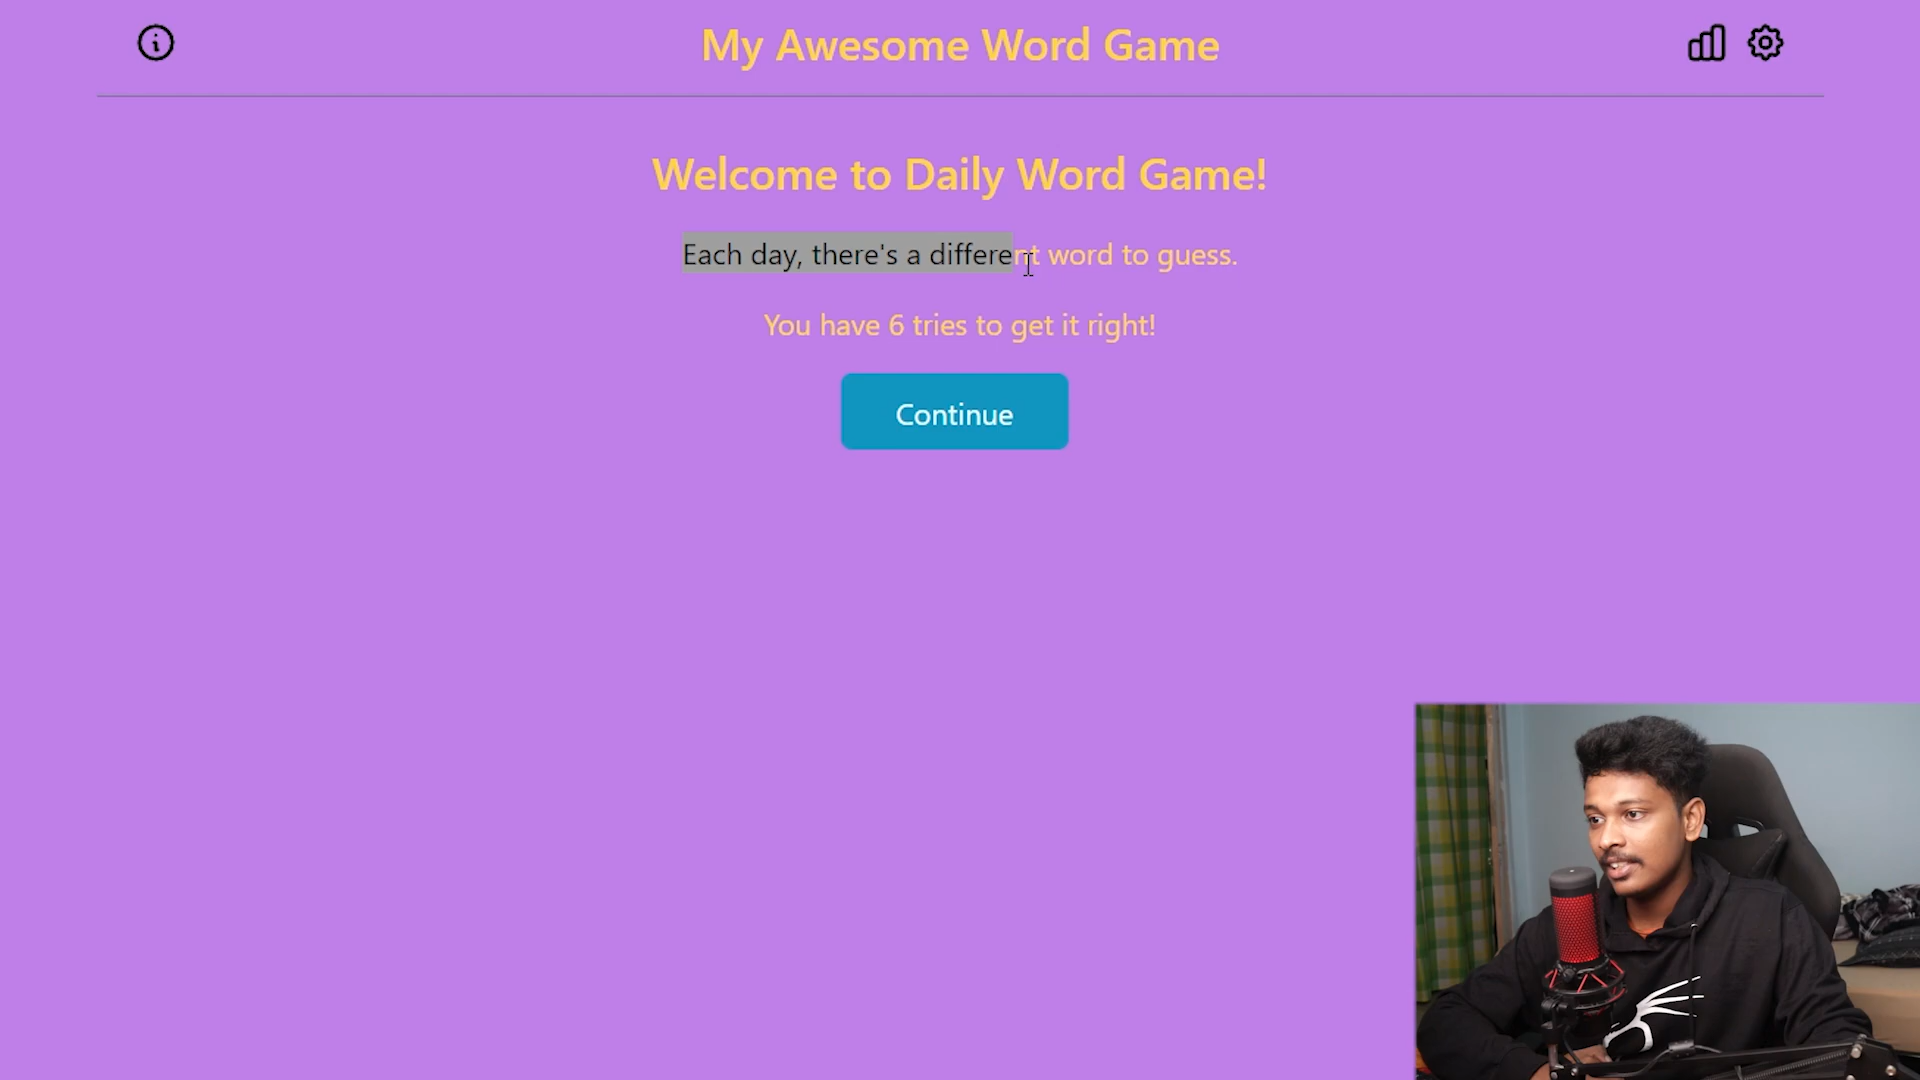 My Awesome Word Game
Welcome to Daily Word Game!
Each day, there's a different word to guess.
You have 6 tries to get it right!
Continue